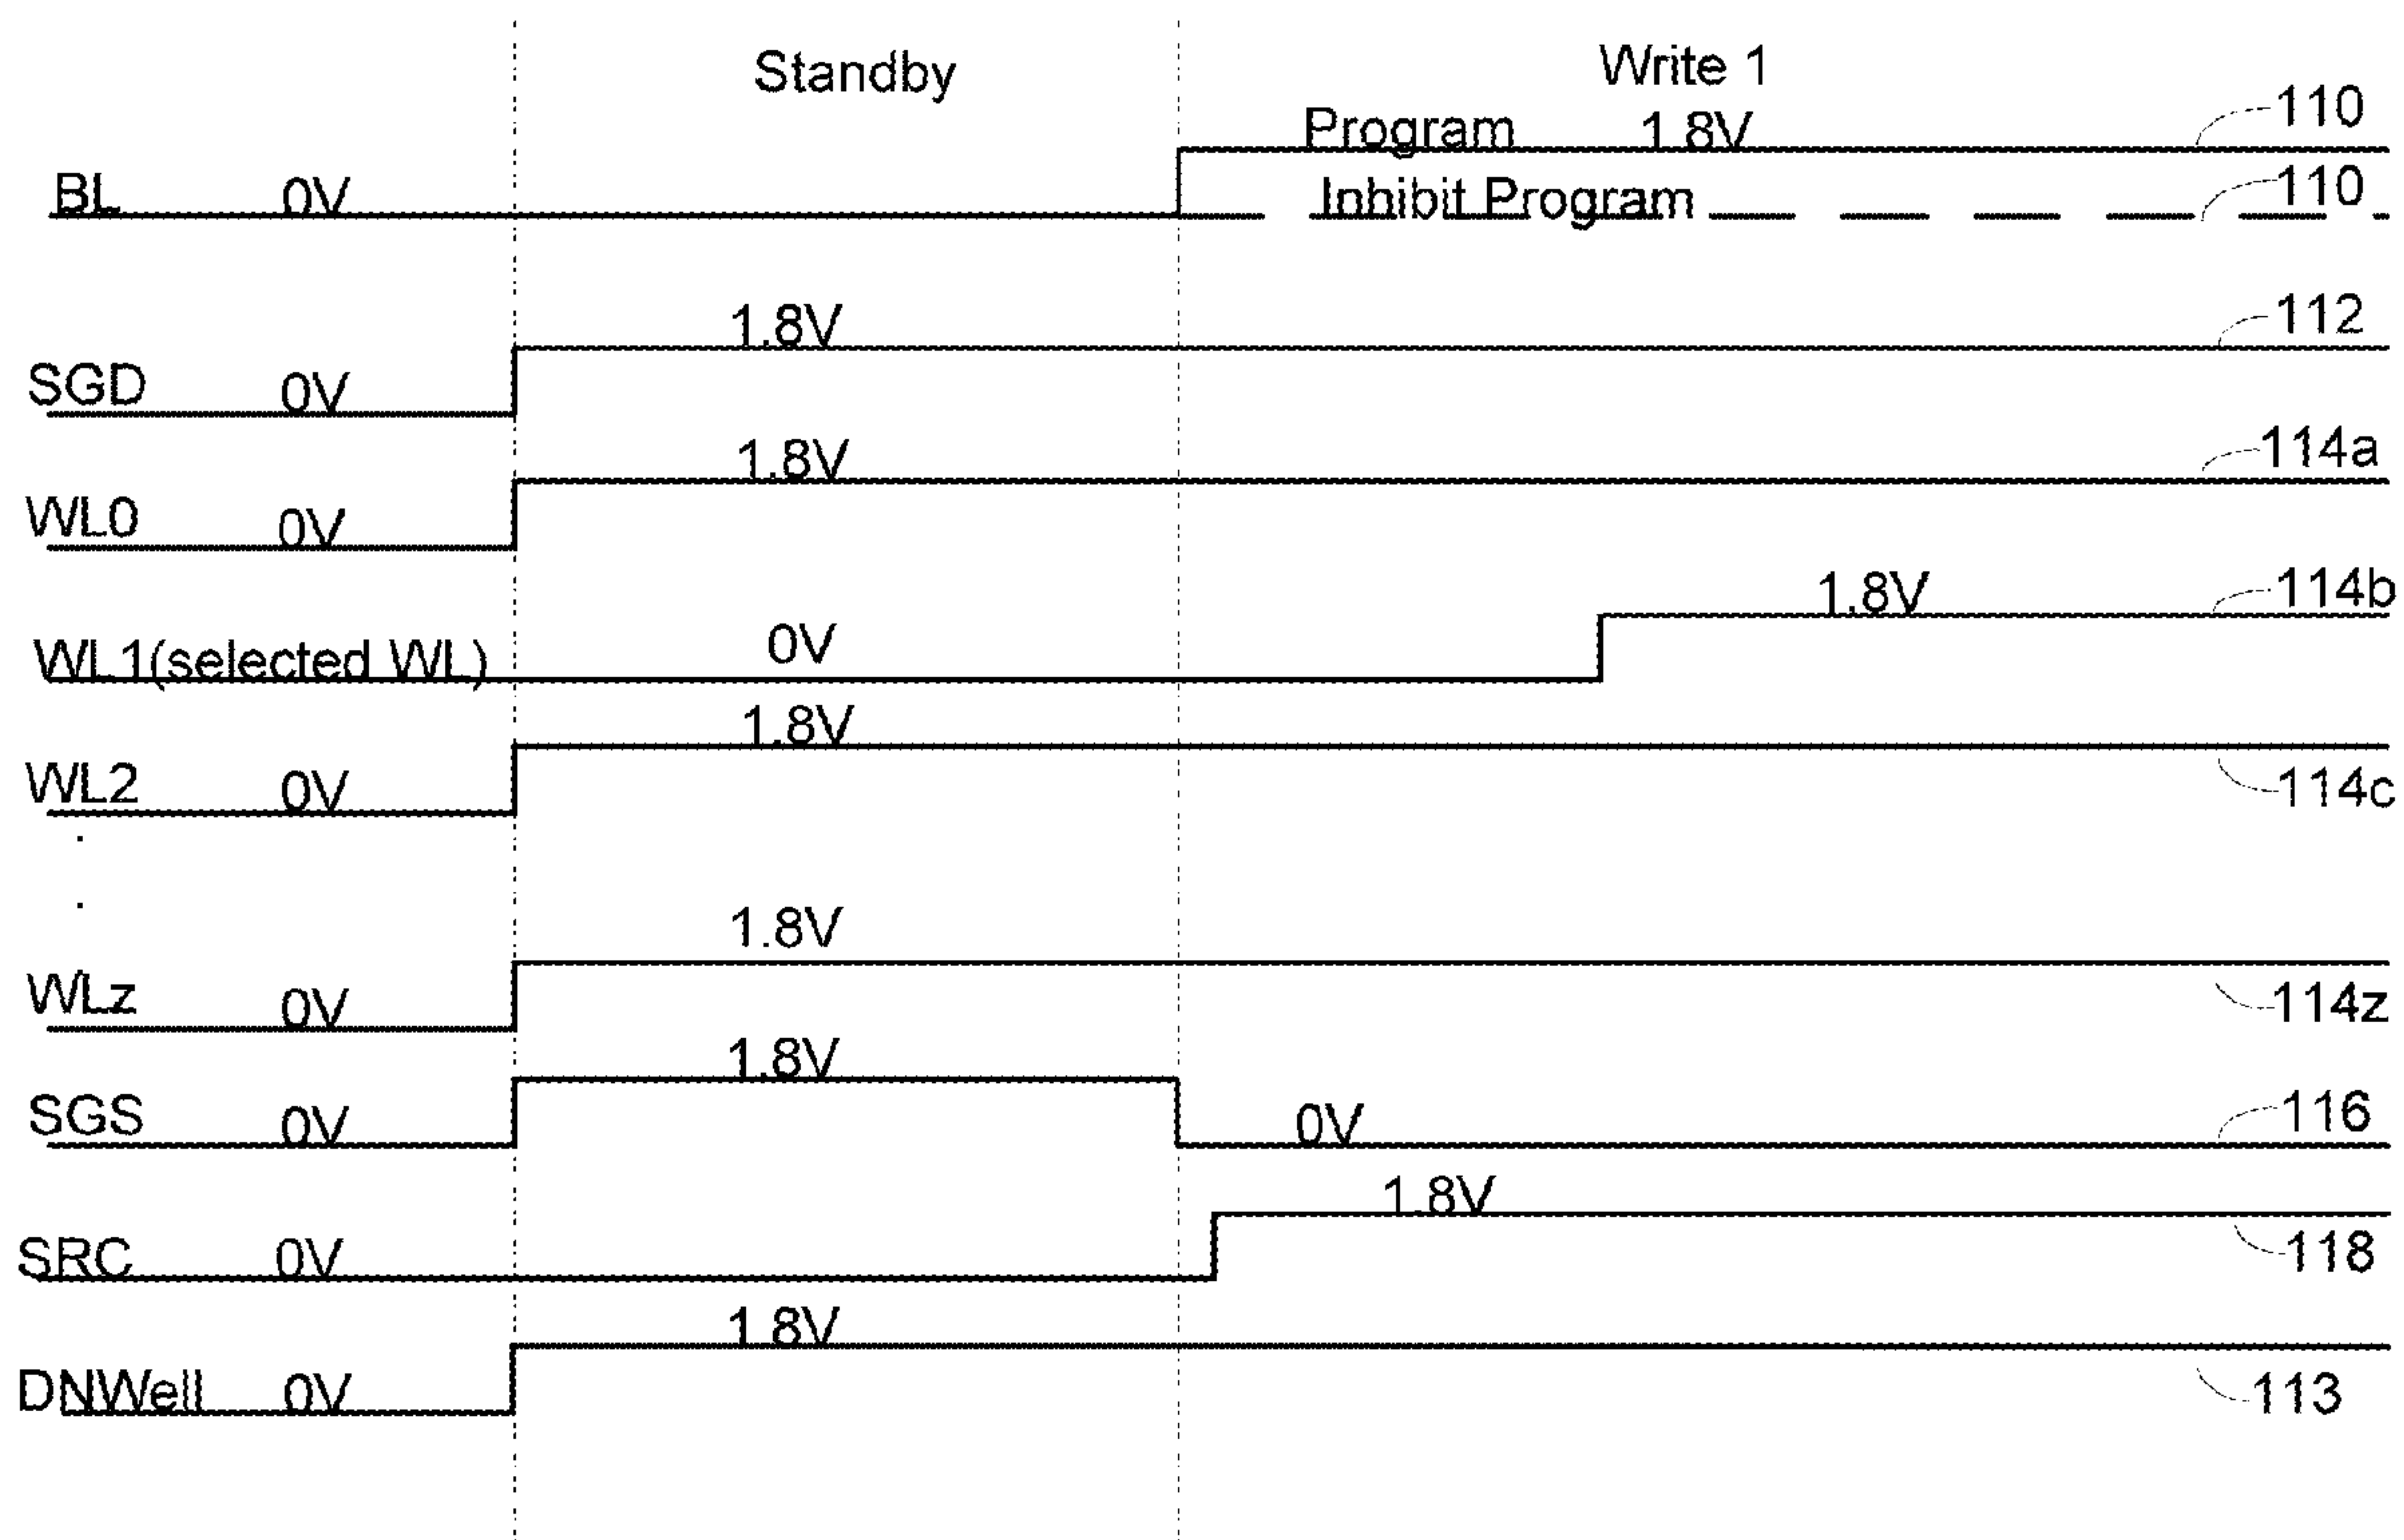 Standby
Write 1
Program 1.8V 110
BL 0V Inhibit Program 110
1.8V 112
SGD 0V
1.8V 114a
WL0 0V
1.8V 114b
WL1(selected WL) 0V
1.8V
WL2 0V 114c
.
.
1.8V
WLz 0V 114z
1.8V
SGS 0V 0V 116
1.8V
SRC 0V 118
1.8V
DNWell 0V 113